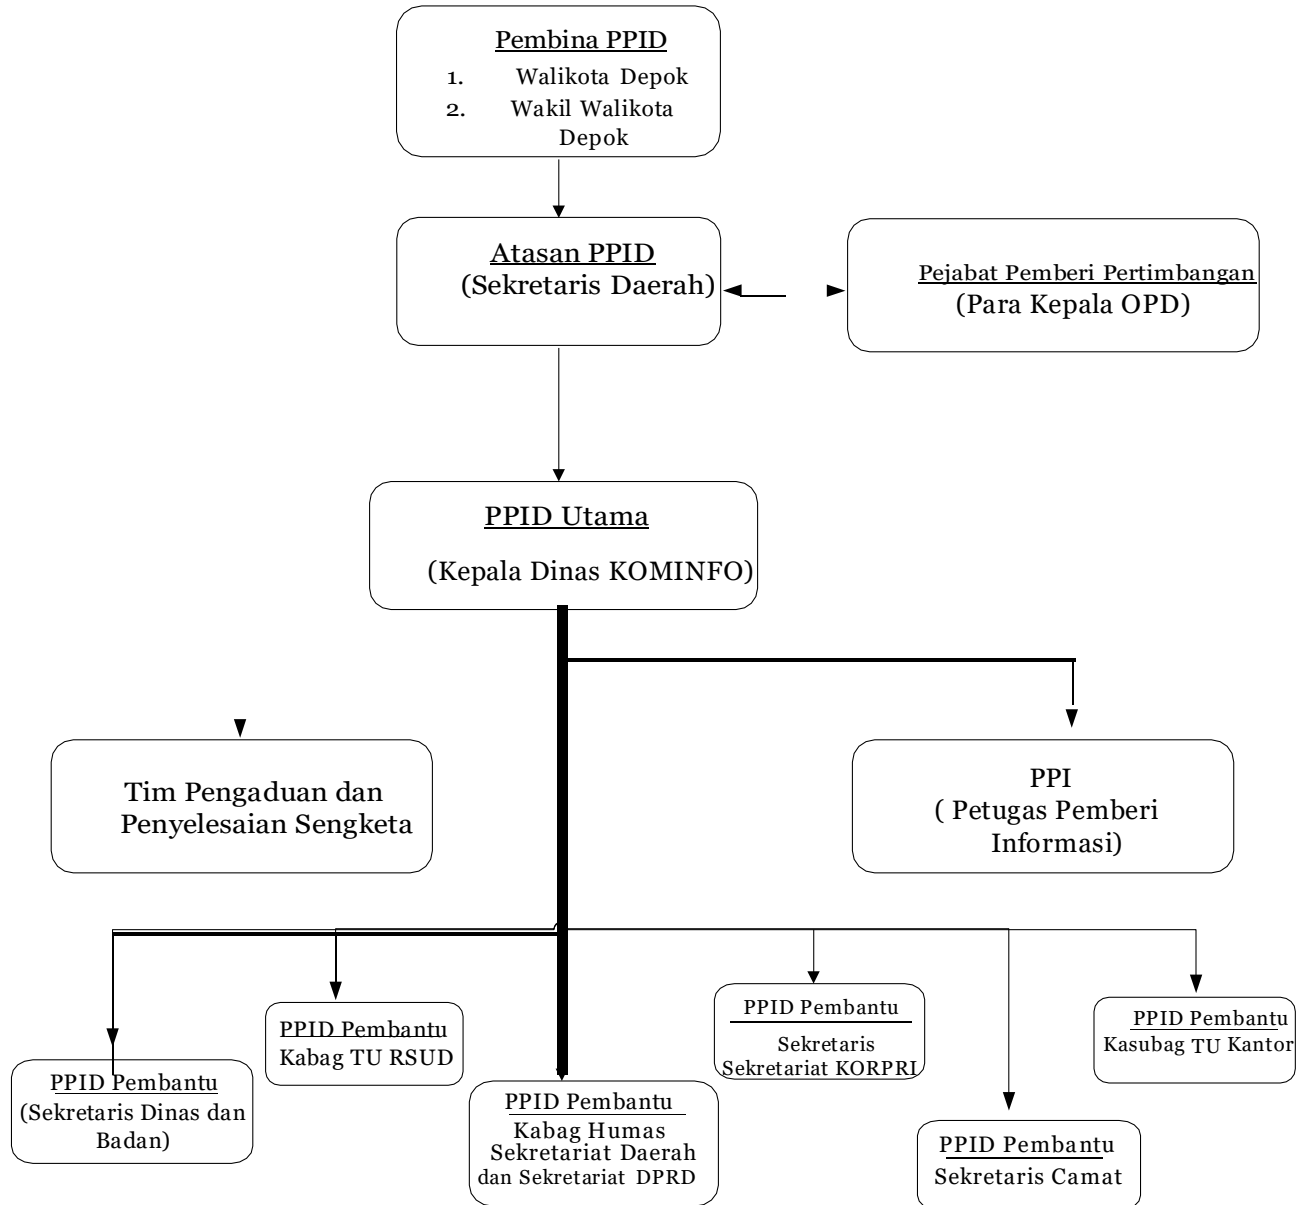 Pembina PPID
1. Walikota Depok
2. Wakil Walikota
Depok
Atasan PPID
(Sekretaris Daerah)
Pejabat Pemberi Pertimbangan
(Para Kepala OPD)
PPID Utama
(Kepala Dinas KOMINFO)
Tim Pengaduan dan
Penyelesaian Sengketa
PPI
( Petugas Pemberi
Informasi)
PPID Pembantu
(Sekretaris Dinas dan
Badan)
PPID Pembantu
Kabag TU RSUD
PPID Pembantu
Kabag Humas
Sekretariat Daerah
dan Sekretariat DPRD
PPID Pembantu
Sekretaris
Sekretariat KORPRI
PPID Pembantu
Sekretaris Camat
PPID Pembantu
Kasubag TU Kantor